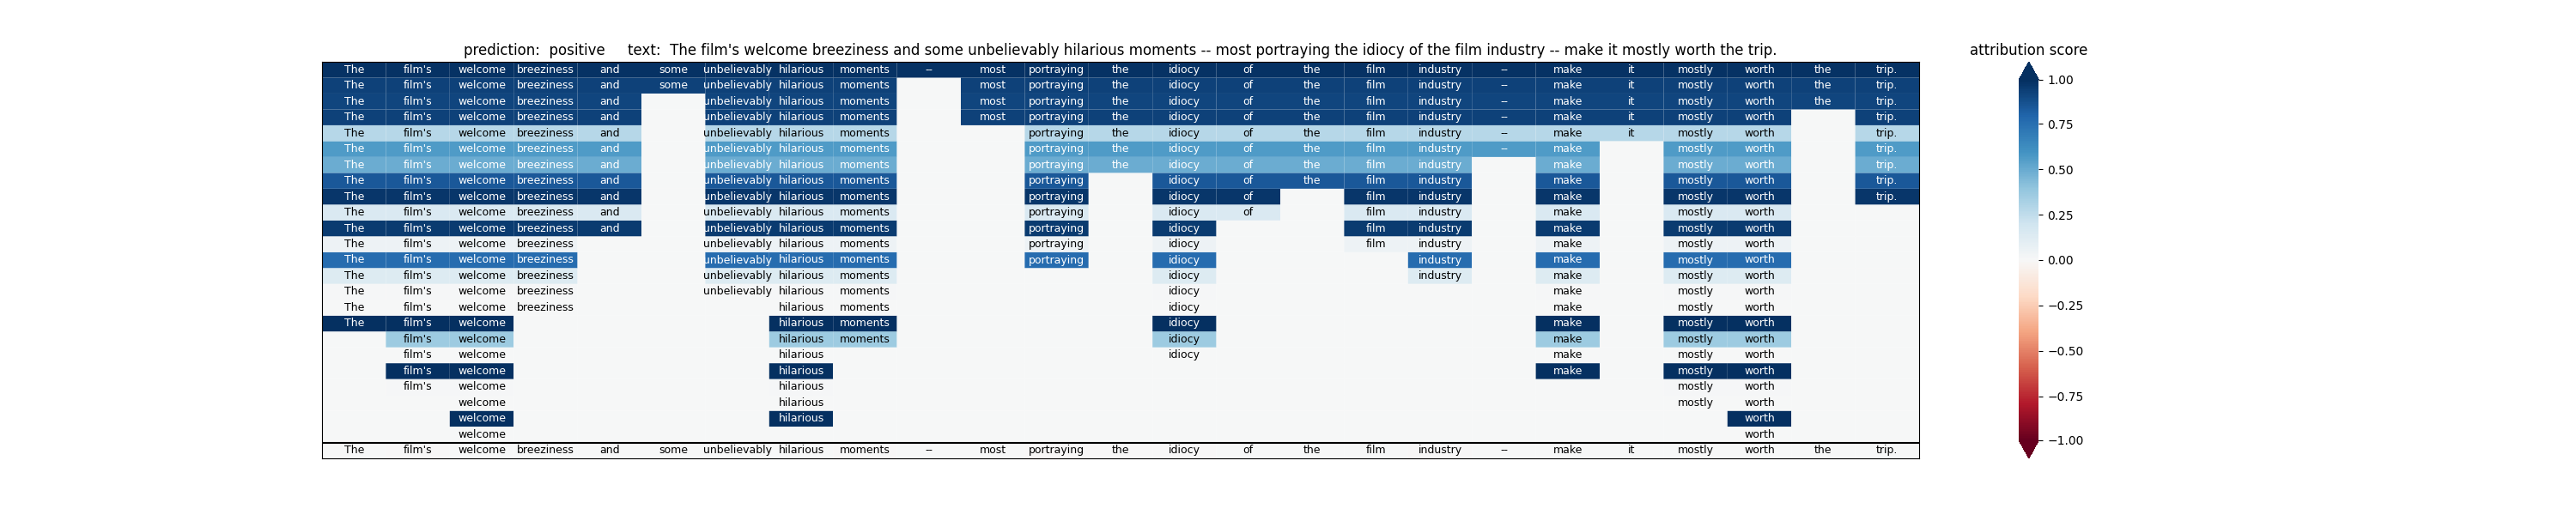 prediction: positive text: The film's welcome breeziness and some unbelievably hilarious moments -- most portraying the idiocy of the film industry -- make it mostly worth the trip.
attribution score
The film's welcome breeziness and some unbelievably hilarious moments -- most portraying the idiocy of the film industry -- make it mostly worth the trip.
The film's welcome breeziness and some unbelievably hilarious moments most portraying the idiocy of the film industry -- make it mostly worth the trip.
The film's welcome breeziness and unbelievably hilarious moments most portraying the idiocy of the film industry -- make it mostly worth the trip.
The film's welcome breeziness and unbelievably hilarious moments most portraying the idiocy of the film industry -- make it mostly worth trip.
The film's welcome breeziness and unbelievably hilarious moments portraying the idiocy of the film industry -- make it mostly worth trip.
The film's welcome breeziness and unbelievably hilarious moments portraying the idiocy of the film industry -- make mostly worth trip.
The film's welcome breeziness and unbelievably hilarious moments portraying the idiocy of the film industry make mostly worth trip.
The film's welcome breeziness and unbelievably hilarious moments portraying idiocy of the film industry make mostly worth trip.
The film's welcome breeziness and unbelievably hilarious moments portraying idiocy of film industry make mostly worth trip.
The film's welcome breeziness and unbelievably hilarious moments portraying idiocy of film industry make mostly worth
The film's welcome breeziness and unbelievably hilarious moments portraying idiocy film industry make mostly worth
The film's welcome breeziness unbelievably hilarious moments portraying idiocy film industry make mostly worth
The film's welcome breeziness unbelievably hilarious moments portraying idiocy industry make mostly worth
The film's welcome breeziness unbelievably hilarious moments idiocy industry make mostly worth
The film's welcome breeziness unbelievably hilarious moments idiocy make mostly worth
The film's welcome breeziness hilarious moments idiocy make mostly worth
The film's welcome hilarious moments idiocy make mostly worth
film's welcome hilarious moments idiocy make mostly worth
film's welcome hilarious idiocy make mostly worth
film's welcome hilarious make mostly worth
film's welcome hilarious mostly worth
welcome hilarious mostly worth
welcome hilarious worth
welcome worth
The film's welcome breeziness and some unbelievably hilarious moments -- most portraying the idiocy of the film industry -- make it mostly worth the trip.
1.00
0.75
0.50
0.25
0.00
−0.25
−0.50
−0.75
−1.00